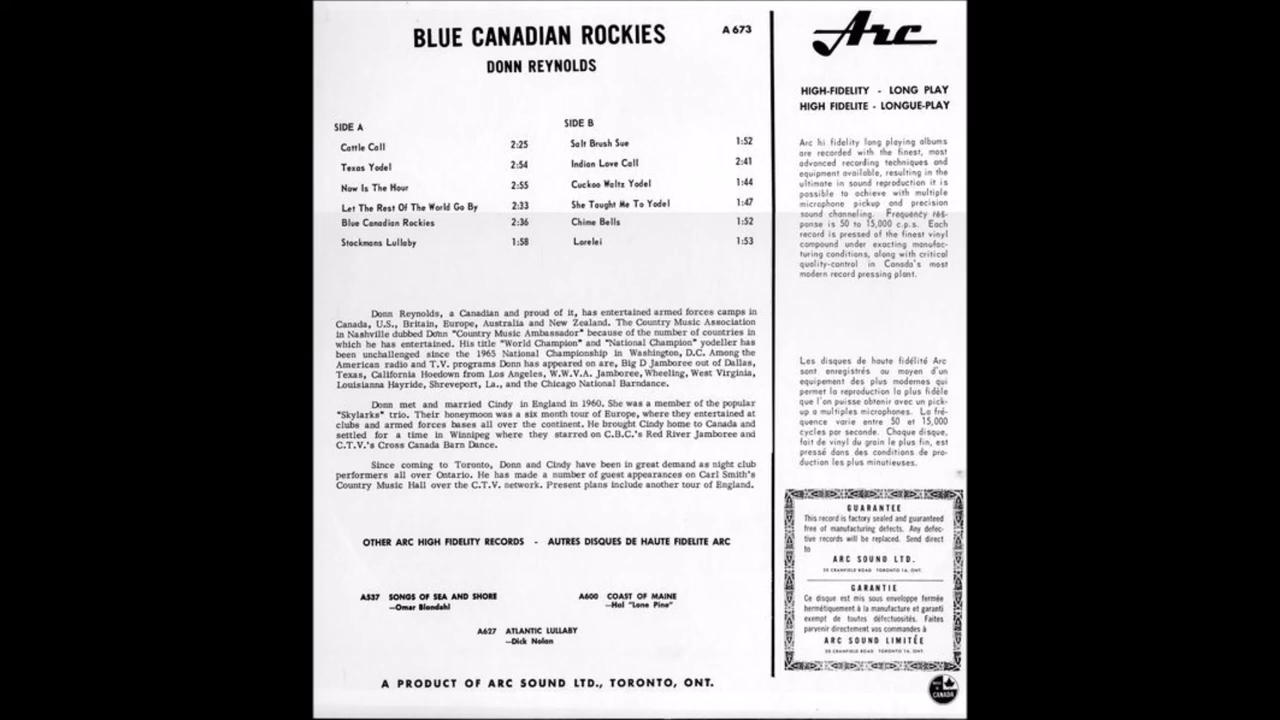 BLUE CANADIAN ROCKIES
A 673
DONN REYNOLDS
SIDE A
Cattle Call 2:25
Texas Yodel 2:54
Now Is The Hour 2:55
Let The Rest Of The World Go By 2:33
Blue Canadian Rockies 2:36
Stockmans Lullaby 1:58
SIDE B
Salt Brush Sue 1:52
Indian Love Call 2:41
Cuckoo Waltz Yodel 1:44
She Taught Me To Yodel 1:47
Chime Bells 1:52
Lorelei 1:53
Donn Reynolds, a Canadian and proud of it, has entertained armed forces camps in
Canada, U.S., Britain, Europe, Australia and New Zealand. The Country Music Association
in Nashville dubbed Donn "Country Music Ambassador" because of the number of countries in
which he has entertained. His title "World Champion" and "National Champion" yodeller has
been unchallenged since the 1965 National Championship in Washington, D.C. Among the
American radio and T.V. programs Donn has appeared on are, Big D Jamboree out of Dallas,
Texas, California Hoedown from Los Angeles, W.W.V.A. Jamboree, Wheeling, West Virginia,
Louisianna Hayride, Shreveport, La., and the Chicago National Barndance.
Donn met and married Cindy in England in 1960. She was a member of the popular
"Skylarks" trio. Their honeymoon was a six month tour of Europe, where they entertained at
clubs and armed forces bases all over the continent. He brought Cindy home to Canada and
settled for a time in Winnipeg where they starred on C.B.C.'s Red River Jamboree and
C.T.V.'s Cross Canada Barn Dance.
Since coming to Toronto, Donn and Cindy have been in great demand as night club
performers all over Ontario. He has made a number of guest appearances on Carl Smith's
Country Music Hall over the C.T.V. network. Present plans include another tour of England.
OTHER ARC HIGH FIDELITY RECORDS - AUTRES DISQUES DE HAUTE FIDELITE ARC
A537 SONGS OF SEA AND SHORE
—Omar Blondahl
A600 COAST OF MAINE
—Hal "Lone Pine"
A627 ATLANTIC LULLABY
—Dick Nolan
A PRODUCT OF ARC SOUND LTD., TORONTO, ONT.
Arc
HIGH-FIDELITY - LONG PLAY
HIGH FIDELITE - LONGUE-PLAY
Arc hi fidelity long playing albums
are recorded with the finest, most
advanced recording techniques and
equipment available, resulting in the
ultimate in sound reproduction it is
possible to achieve with multiple
microphone pickup and precision
sound channeling. Frequency res-
ponse is 50 to 15,000 c.p.s. Each
record is pressed of the finest vinyl
compound under exacting manufac-
turing conditions, along with critical
quality-control in Canada's most
modern record pressing plant.
Les disques de haute fidélité Arc
sont enregistrés au moyen d'un
equipement des plus modernes qui
permet la reproduction la plus fidèle
que l'on puisse obtenir avec un pick-
up a multiples microphones. La fré-
quence varie entre 50 et 15,000
cycles par seconde. Chaque disque,
fait de vinyl du grain le plus fin, est
pressé dans des conditions de pro-
duction les plus minutieuses.
GUARANTEE
This record is factory sealed and guaranteed
free of manufacturing defects. Any defec-
tive records will be replaced. Send direct
to
ARC SOUND LTD.
20 CRANFIELD ROAD TORONTO 16, ONT.
GARANTIE
Ce disque est mis sous enveloppe fermée
hermétiquement à la manufacture et garanti
exempt de toutes défectuosités. Faites
parvenir directement vos commandes à
ARC SOUND LIMITÉE
20 CRANFIELD ROAD TORONTO 16, ONT.
MADE
IN
CANADA